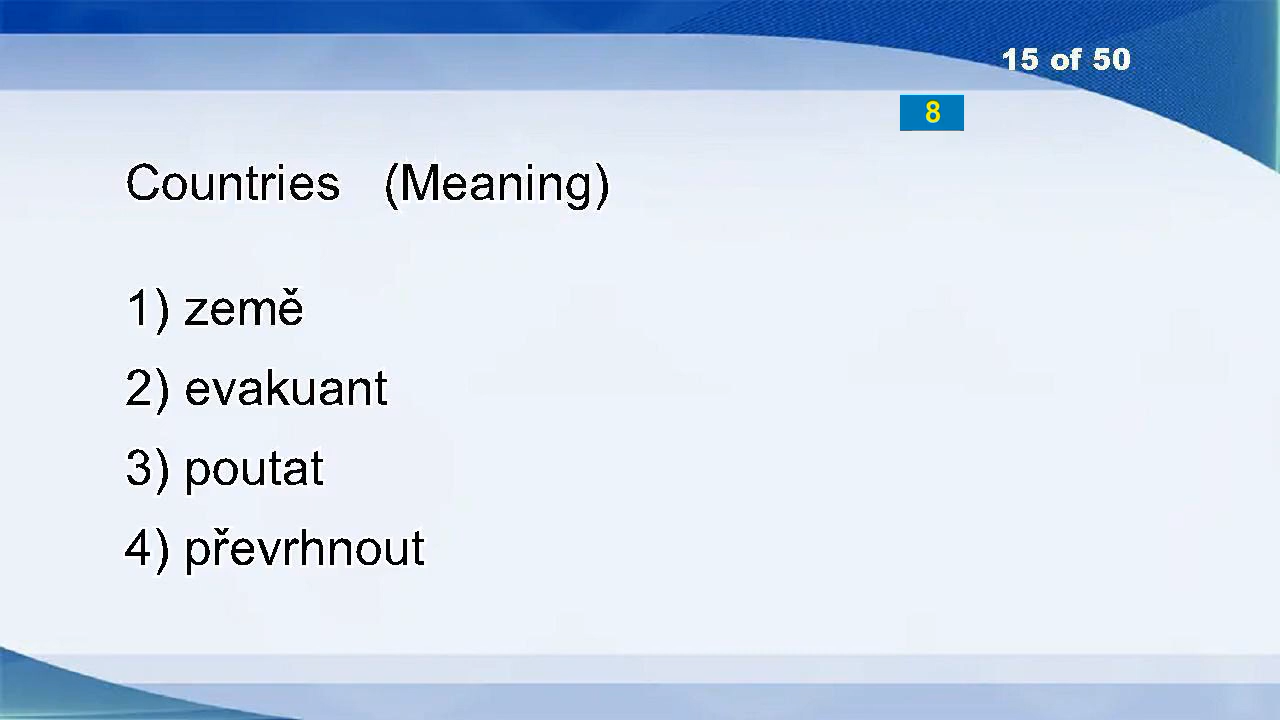 15 of 50
8
Countries (Meaning)
1) země
2) evakuant
3) poutat
4) převrhnout